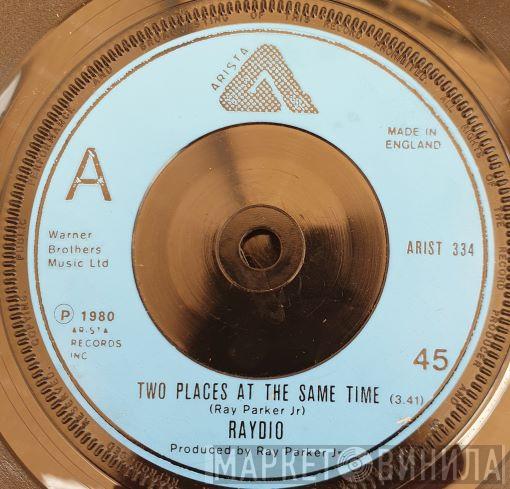 ARISTA
A
MADE IN
ENGLAND
Warner
Brothers
Music Ltd
ARIST 334
P 1980
ARISTA
RECORDS
INC
45
TWO PLACES AT THE SAME TIME (3.41)
(Ray Parker Jr)
RAYDIO
Produced by Ray Parker Jr
МАРКЕТ ВИНИЛА